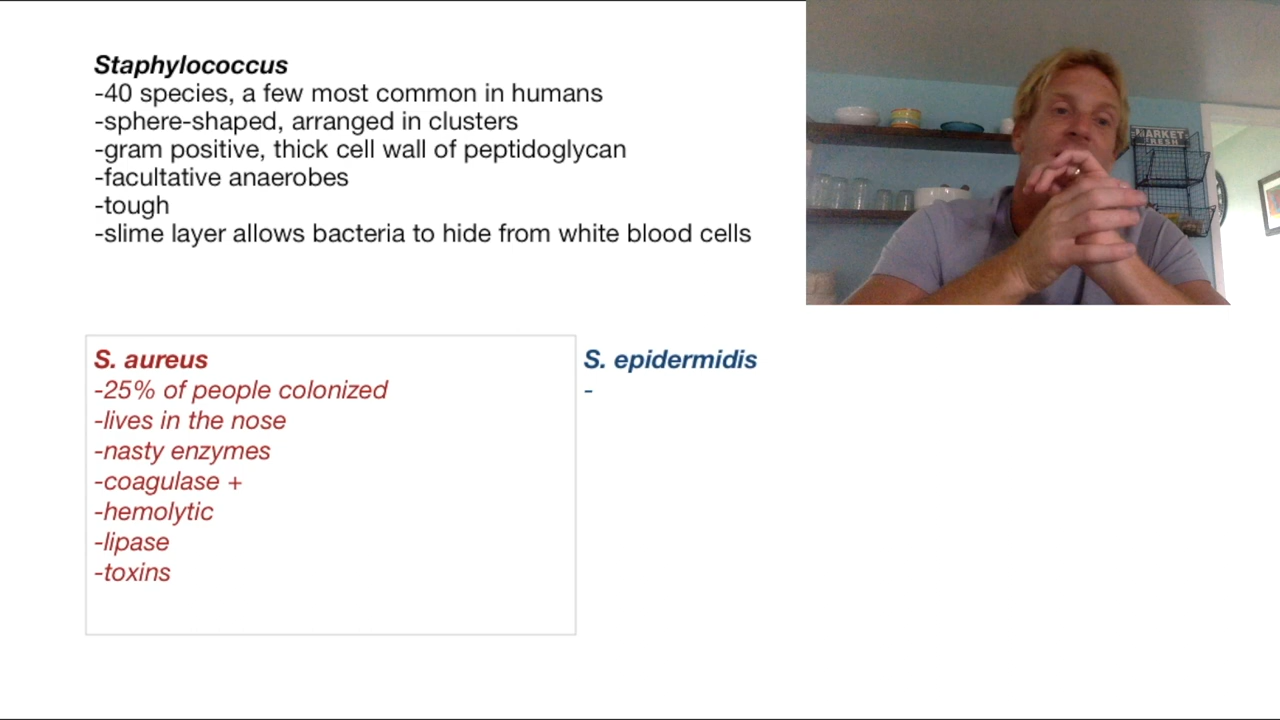 Staphylococcus
-40 species, a few most common in humans
-sphere-shaped, arranged in clusters
-gram positive, thick cell wall of peptidoglycan
-facultative anaerobes
-tough
-slime layer allows bacteria to hide from white blood cells
MARKET
FRESH
S. aureus
-25% of people colonized
-lives in the nose
-nasty enzymes
-coagulase +
-hemolytic
-lipase
-toxins
S. epidermidis
-